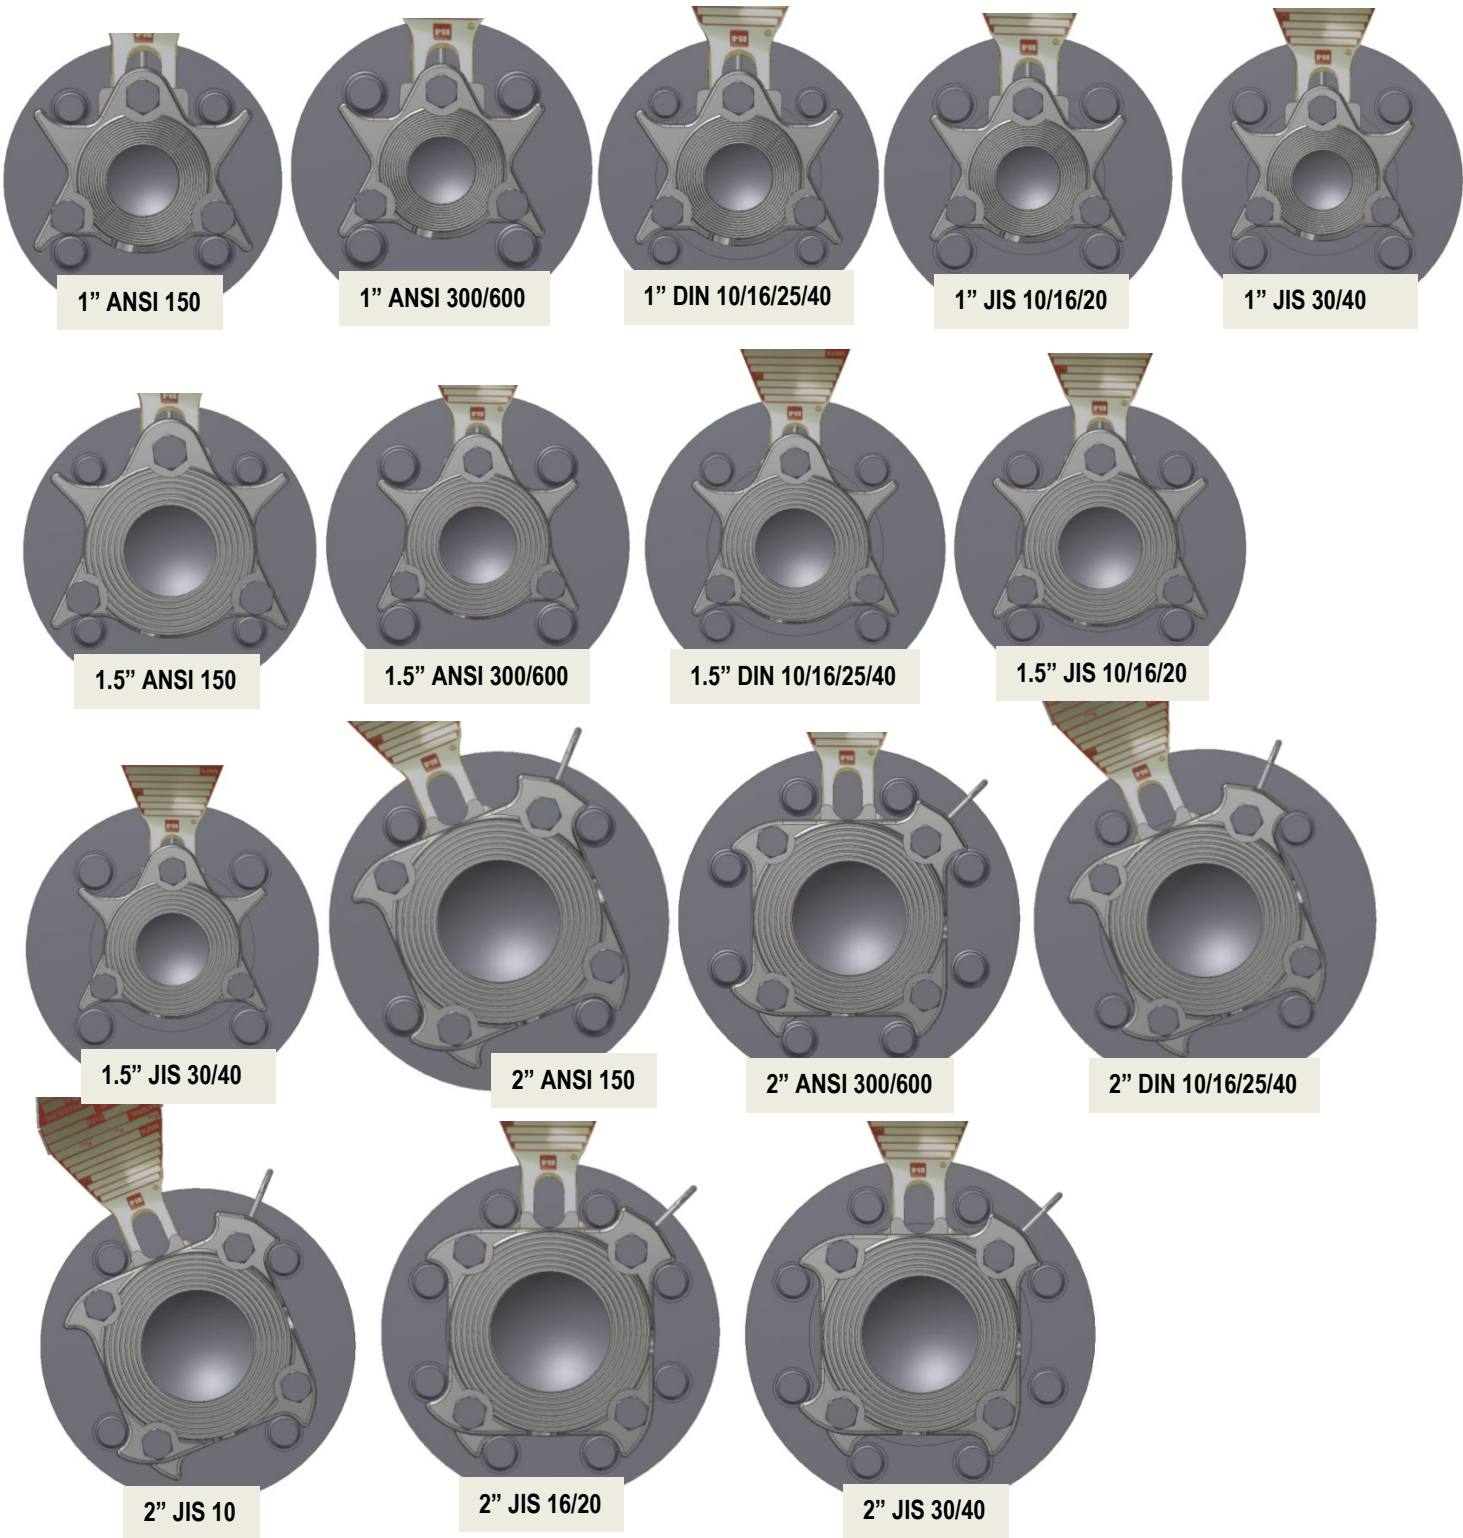 1” ANSI 150
1” ANSI 300/600
1” DIN 10/16/25/40
1” JIS 10/16/20
1” JIS 30/40
1.5” ANSI 150
1.5” ANSI 300/600
1.5” DIN 10/16/25/40
1.5” JIS 10/16/20
1.5” JIS 30/40
2” ANSI 150
2” ANSI 300/600
2” DIN 10/16/25/40
2” JIS 10
2” JIS 16/20
2” JIS 30/40